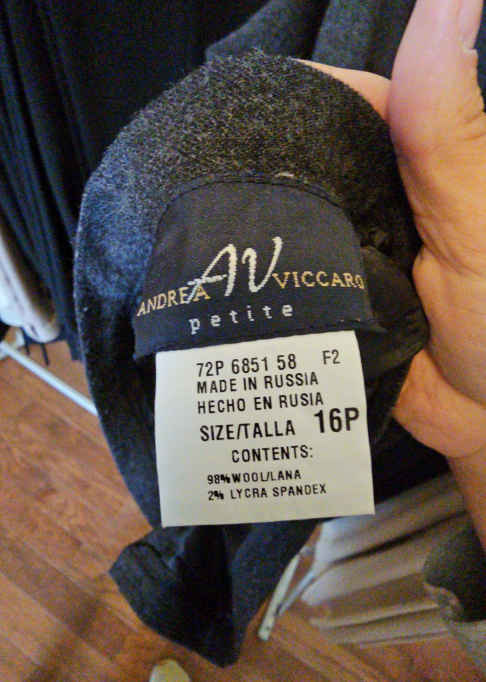 AV
ANDREA VICCARO
petite
72P 6851 58 F2
MADE IN RUSSIA
HECHO EN RUSIA
SIZE/TALLA 16P
CONTENTS:
98% WOOL/LANA
2% LYCRA SPANDEX